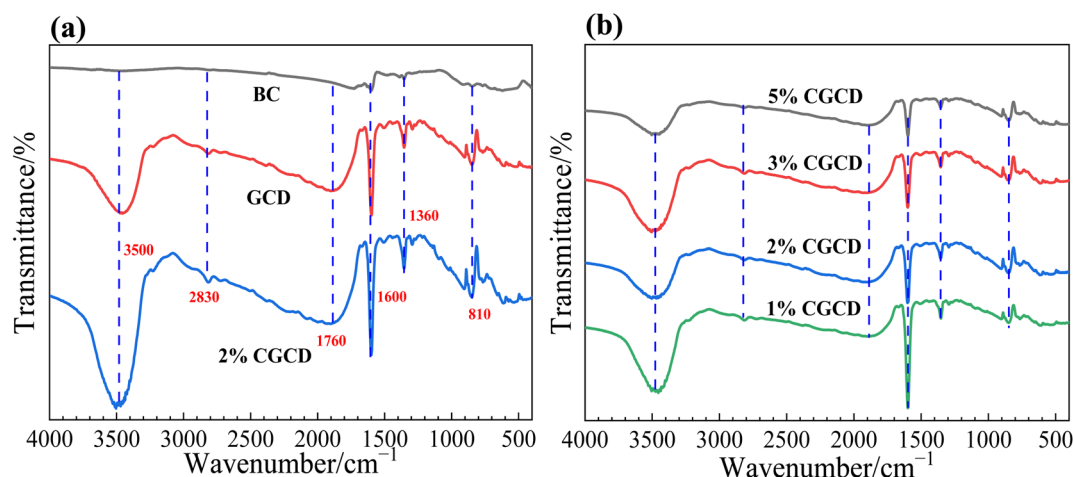 (a)
Transmittance/%
BC
GCD
2% CGCD
3500
2830
1760
1600
1360
810
4000 3500 3000 2500 2000 1500 1000 500
Wavenumber/cm⁻¹
(b)
Transmittance/%
5% CGCD
3% CGCD
2% CGCD
1% CGCD
4000 3500 3000 2500 2000 1500 1000 500
Wavenumber/cm⁻¹